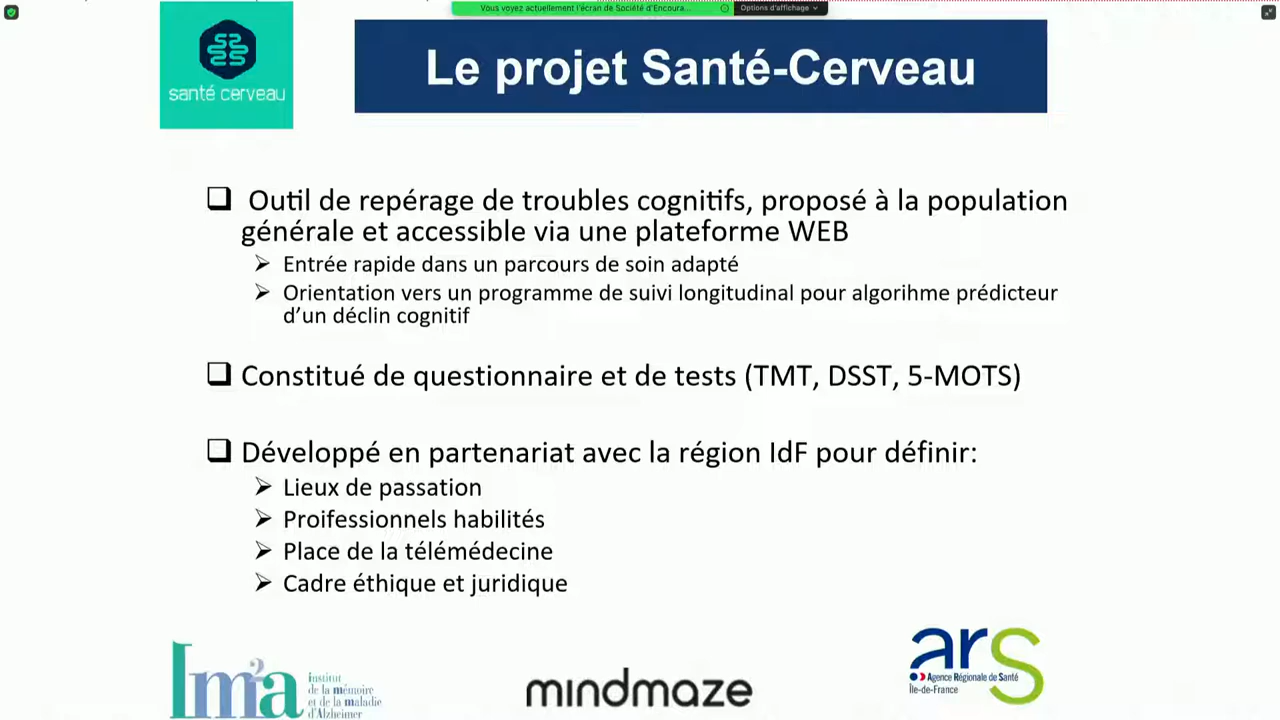 Vous voyez actuellement l'écran de Société d'Encoura...
Options d'affichage
santé cerveau
Le projet Santé-Cerveau
Outil de repérage de troubles cognitifs, proposé à la population
générale et accessible via une plateforme WEB
Entrée rapide dans un parcours de soin adapté
Orientation vers un programme de suivi longitudinal pour algorihme prédicteur
d'un déclin cognitif
Constitué de questionnaire et de tests (TMT, DSST, 5-MOTS)
Développé en partenariat avec la région IdF pour définir:
Lieux de passation
Proifessionnels habilités
Place de la télémédecine
Cadre éthique et juridique
Im2a
institut
de la mémoire
et de la maladie
d'Alzheimer
mindmaze
ars
Agence Régionale de Santé
Île-de-France